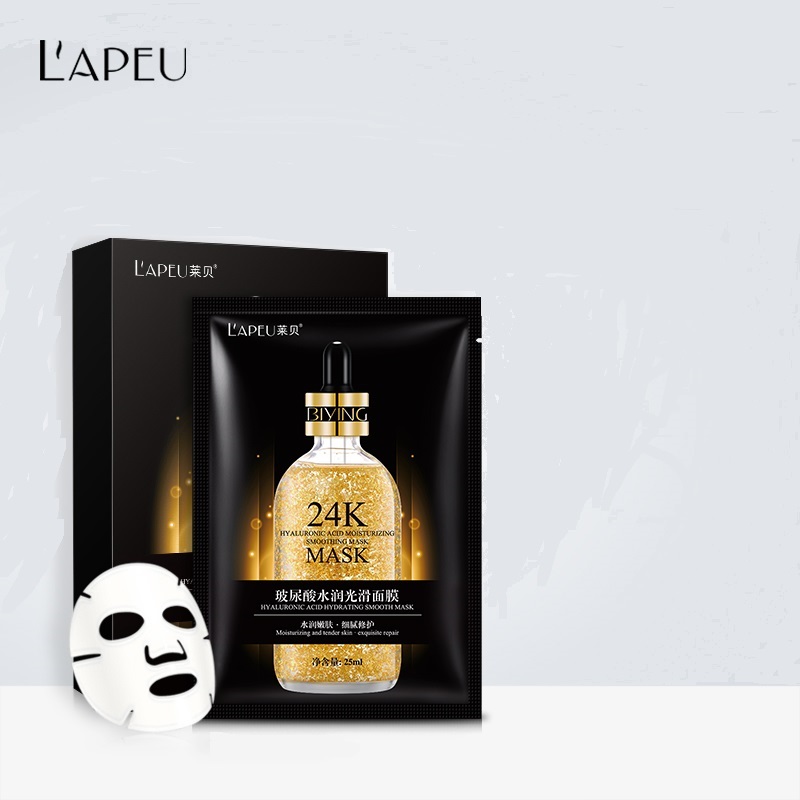 L'APEU
L'APEU莱贝®
L'APEU莱贝®
BIYING
24K
HYALURONIC ACID MOISTURIZING
SMOOTHING MASK
MASK
玻尿酸水润光滑面膜
HYALURONIC ACID HYDRATING SMOOTH MASK
水润嫩肤·细腻修护
Moisturizing and tender skin · exquisite repair
净含量: 25ml